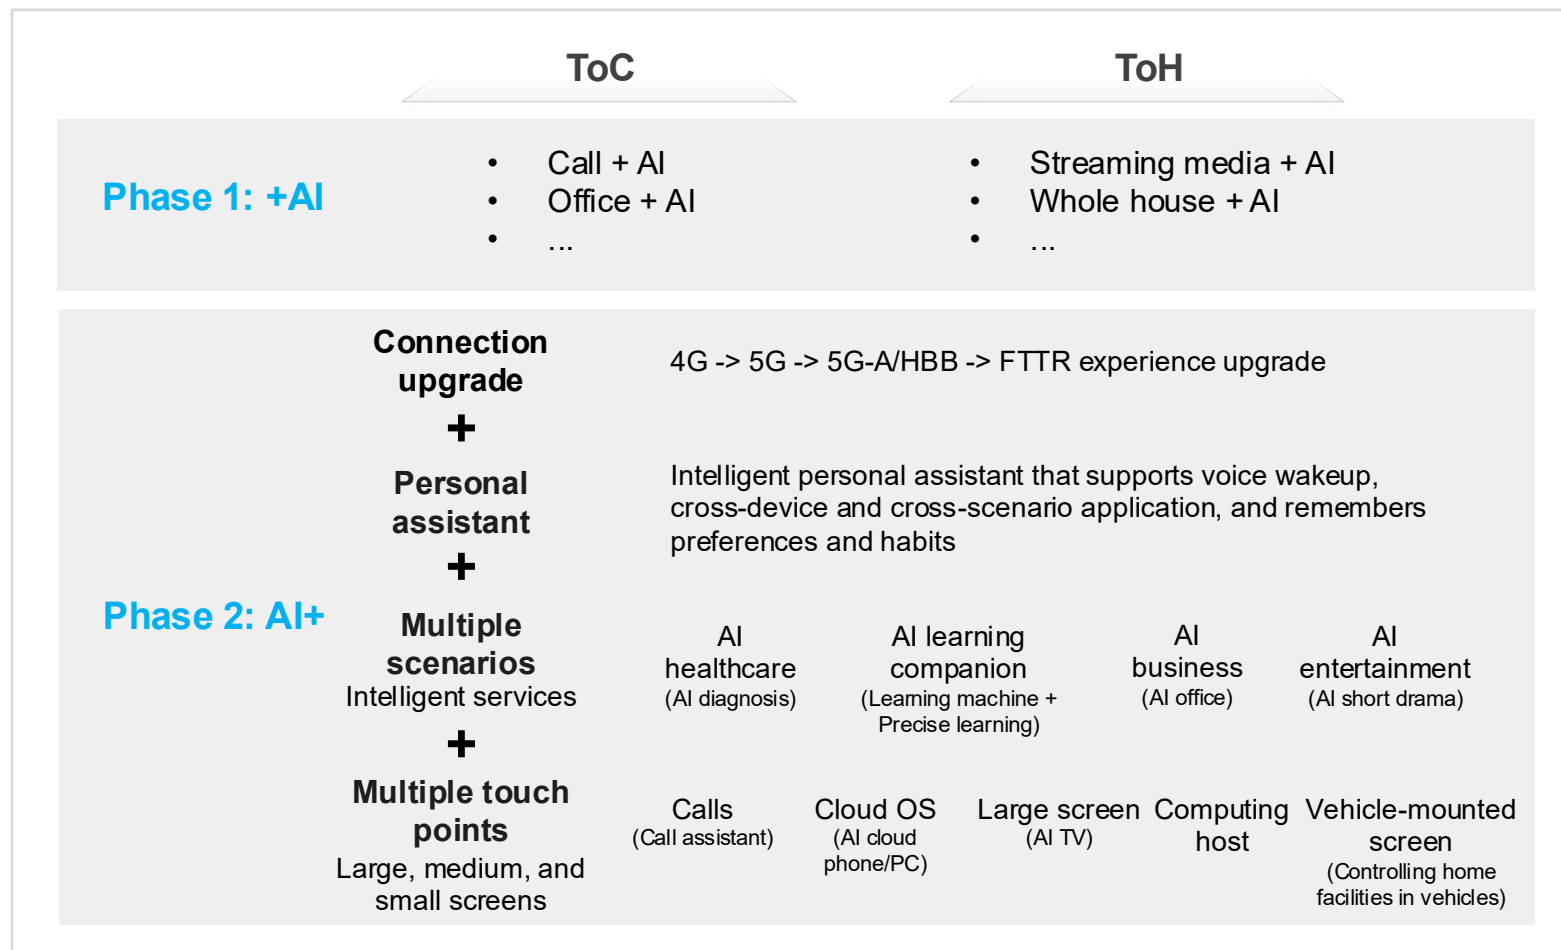 ToC
ToH
Phase 1: +AI
• Call + AI
• Office + AI
• ...
• Streaming media + AI
• Whole house + AI
• ...
Phase 2: AI+
Connection
upgrade
4G -> 5G -> 5G-A/HBB -> FTTR experience upgrade
+
Personal
assistant
Intelligent personal assistant that supports voice wakeup,
cross-device and cross-scenario application, and remembers
preferences and habits
+
Multiple
scenarios
Intelligent services
AI
healthcare
(AI diagnosis)
AI learning
companion
(Learning machine +
Precise learning)
AI
business
(AI office)
AI
entertainment
(AI short drama)
+
Multiple touch
points
Large, medium, and
small screens
Calls
(Call assistant)
Cloud OS
(AI cloud
phone/PC)
Large screen
(AI TV)
Computing
host
Vehicle-mounted
screen
(Controlling home
facilities in vehicles)